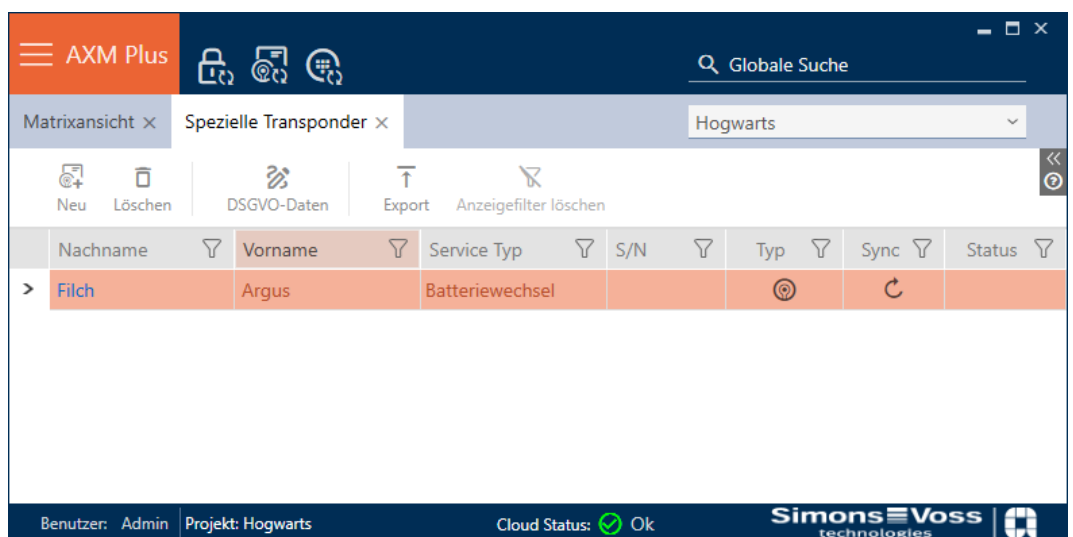 AXM Plus
Globale Suche
Matrixansicht
Spezielle Transponder
Hogwarts
Neu
Löschen
DSGVO-Daten
Export
Anzeigefilter löschen
Nachname Vorname Service Typ S/N Typ Sync Status
Filch Argus Batteriewechsel
Benutzer: Admin Projekt: Hogwarts Cloud Status: Ok SimonsVoss
technologies